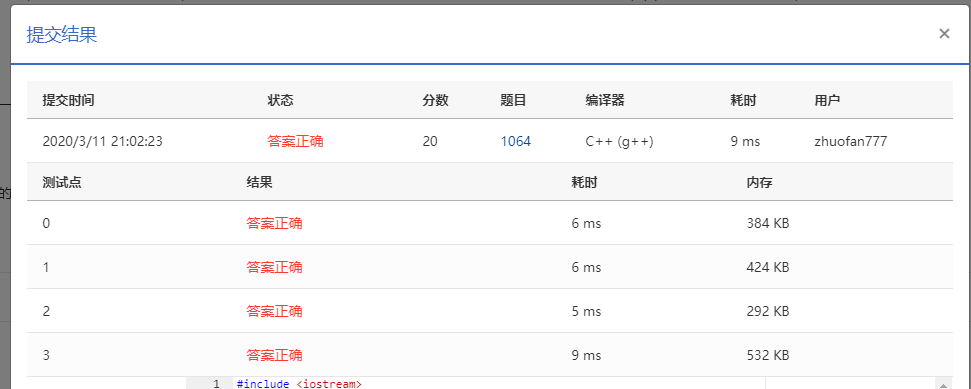 提交结果 ×
提交时间 状态 分数 题目 编译器 耗时 用户
2020/3/11 21:02:23 答案正确 20 1064 C++ (g++) 9 ms zhuofan777
测试点 结果 耗时 内存
的
0 答案正确 6 ms 384 KB
1 答案正确 6 ms 424 KB
2 答案正确 5 ms 292 KB
3 答案正确 9 ms 532 KB
1 #include <iostream>